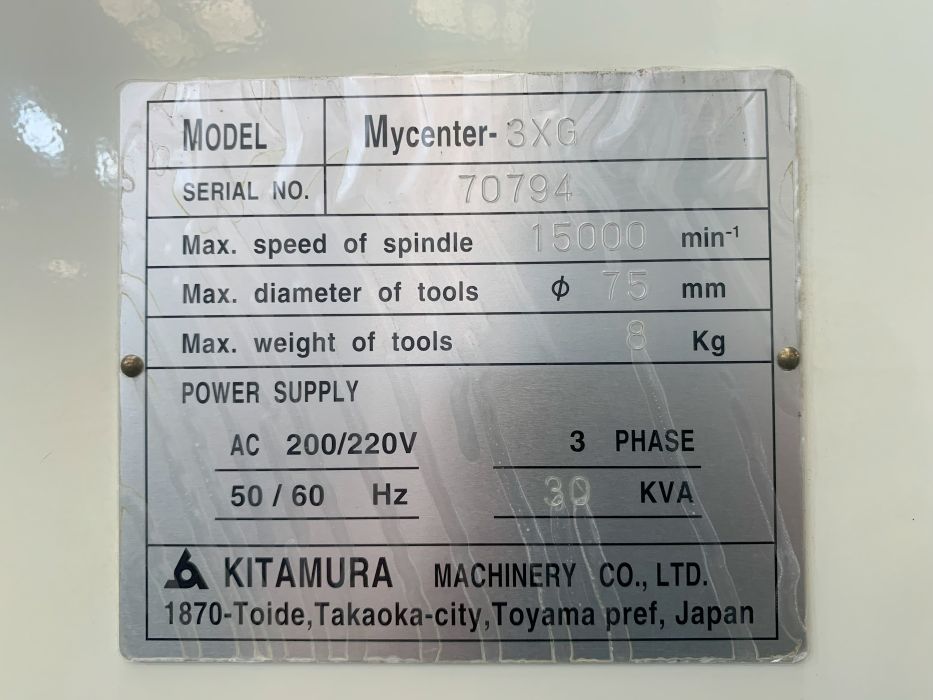 MODEL Mycenter-3XG
SERIAL NO. 70794
Max. speed of spindle 15000 min⁻¹
Max. diameter of tools ϕ 75 mm
Max. weight of tools 8 Kg
POWER SUPPLY
AC 200/220V 3 PHASE
50/60 Hz 30 KVA
KITAMURA MACHINERY CO., LTD.
1870-Toide,Takaoka-city,Toyama pref, Japan